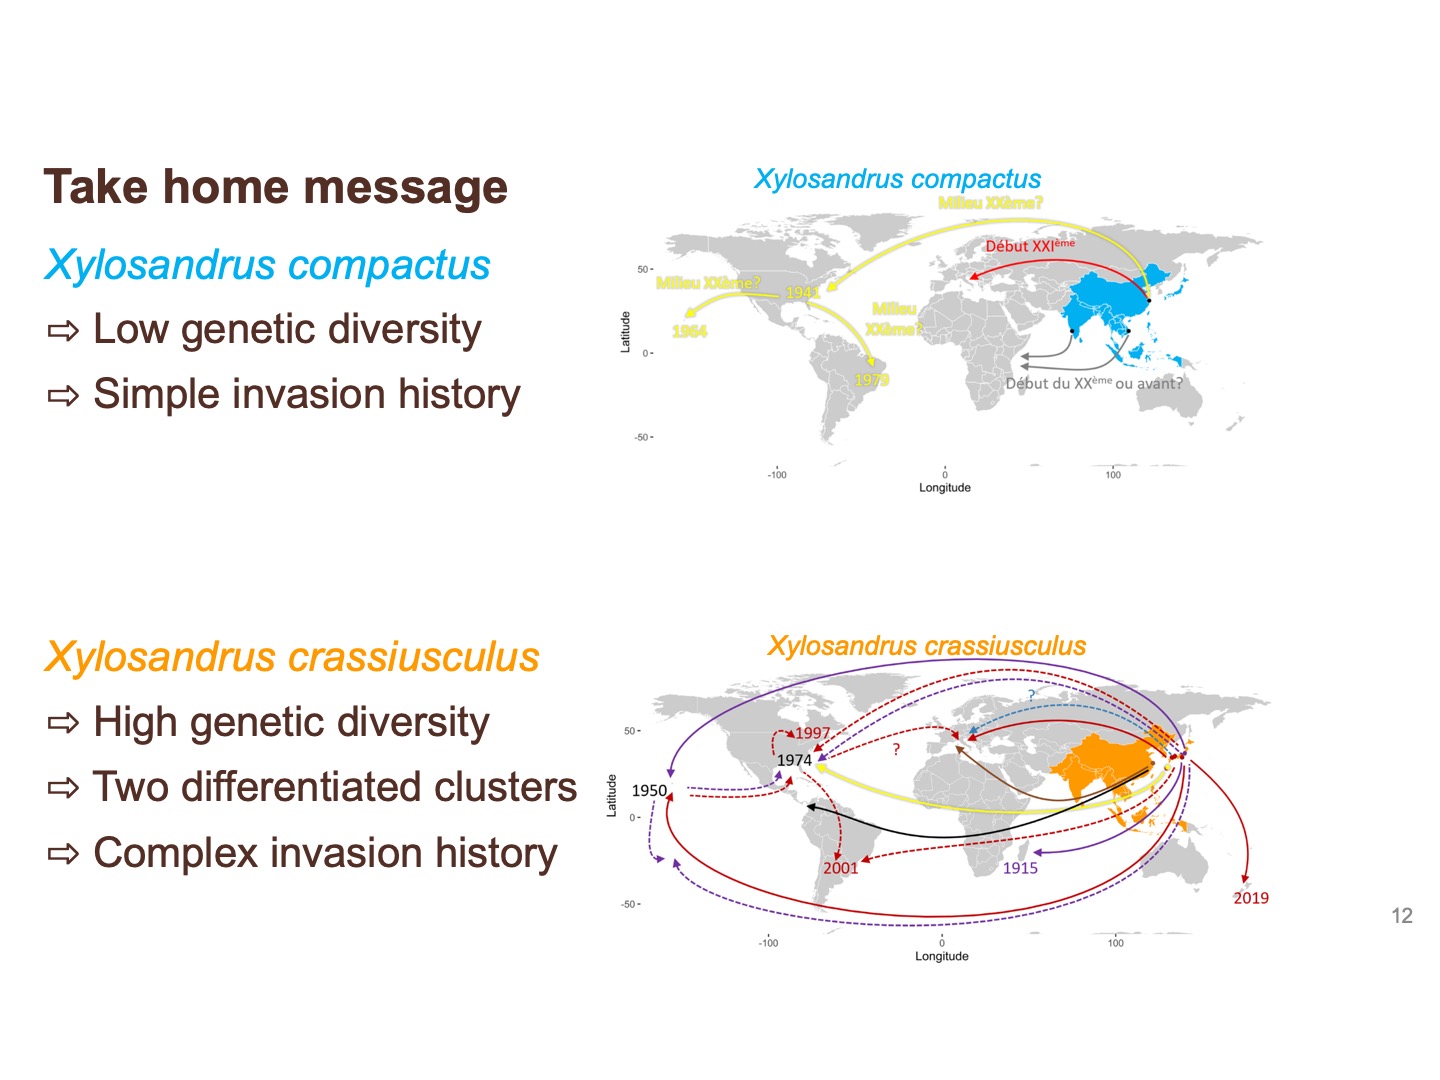 Take home message
Xylosandrus compactus
⇨ Low genetic diversity
⇨ Simple invasion history
Xylosandrus compactus
Milieu XXème?
Début XXIème
Milieu XXème?
1941
1964
Milieu
XXème?
1979
Début du XXème ou avant?
Latitude
50
0
-50
-100
0
100
Longitude
Xylosandrus crassiusculus
⇨ High genetic diversity
⇨ Two differentiated clusters
⇨ Complex invasion history
Xylosandrus crassiusculus
?
1997
?
1974
1950
2001
1915
2019
Latitude
50
0
-50
-100
0
100
Longitude
12